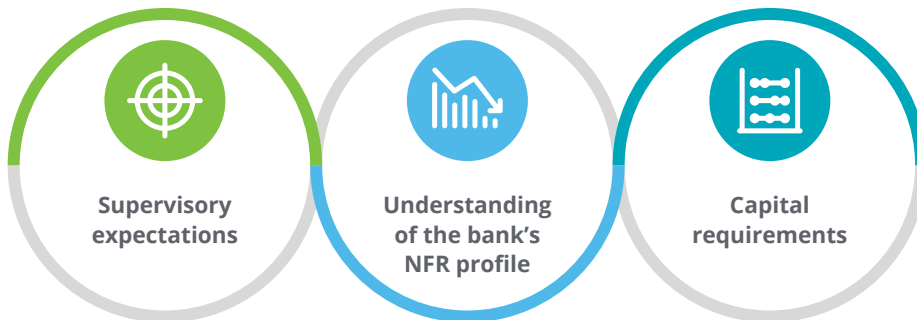 Supervisory
expectations
Understanding
of the bank’s
NFR profile
Capital
requirements